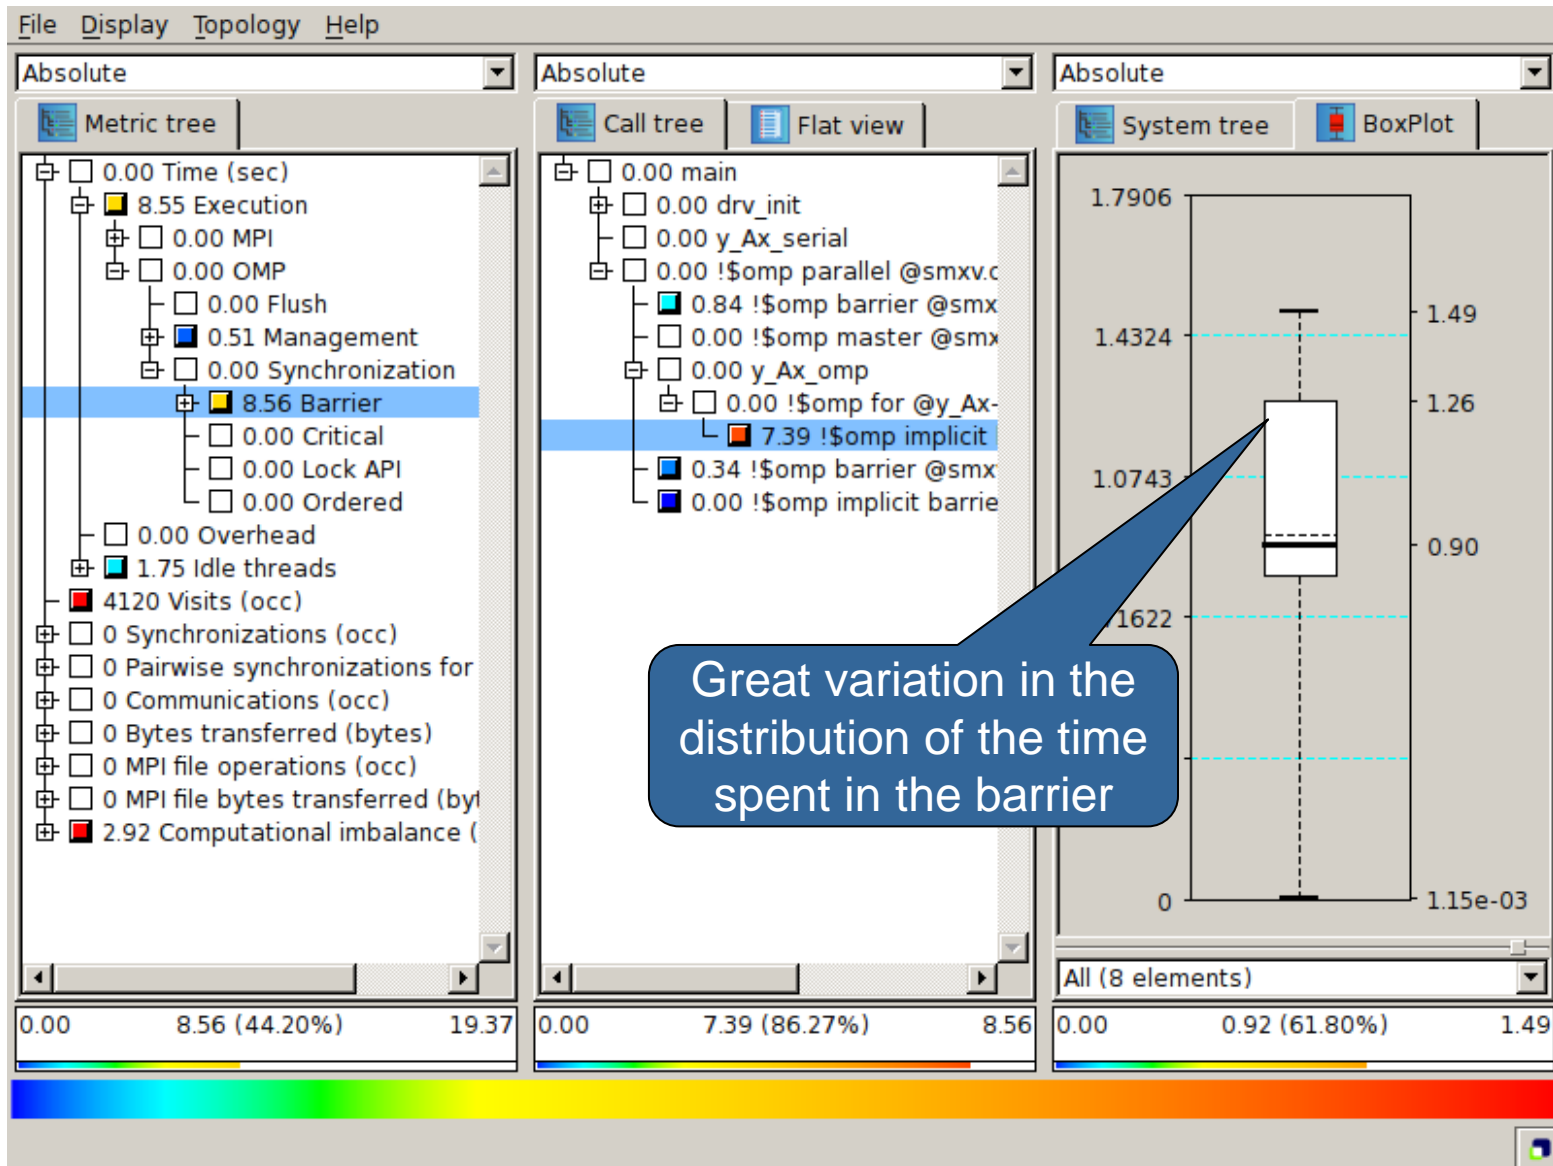 File Display Topology Help
Absolute
Absolute
Absolute
Metric tree
Call tree
Flat view
System tree
BoxPlot
0.00 Time (sec)
8.55 Execution
0.00 MPI
0.00 OMP
0.00 Flush
0.51 Management
0.00 Synchronization
8.56 Barrier
0.00 Critical
0.00 Lock API
0.00 Ordered
0.00 Overhead
1.75 Idle threads
4120 Visits (occ)
0 Synchronizations (occ)
0 Pairwise synchronizations for
0 Communications (occ)
0 Bytes transferred (bytes)
0 MPI file operations (occ)
0 MPI file bytes transferred (byt
2.92 Computational imbalance (
0.00 8.56 (44.20%) 19.37
0.00 main
0.00 drv_init
0.00 y_Ax_serial
0.00 !$omp parallel @smxv.c
0.84 !$omp barrier @smx
0.00 !$omp master @smx
0.00 y_Ax_omp
0.00 !$omp for @y_Ax-
7.39 !$omp implicit
0.34 !$omp barrier @smx
0.00 !$omp implicit barrie
0.00 7.39 (86.27%) 8.56
1.7906
1.49
1.4324
1.26
1.0743
0.90
71622
0
1.15e-03
All (8 elements)
0.00 0.92 (61.80%) 1.49
Great variation in the
distribution of the time
spent in the barrier